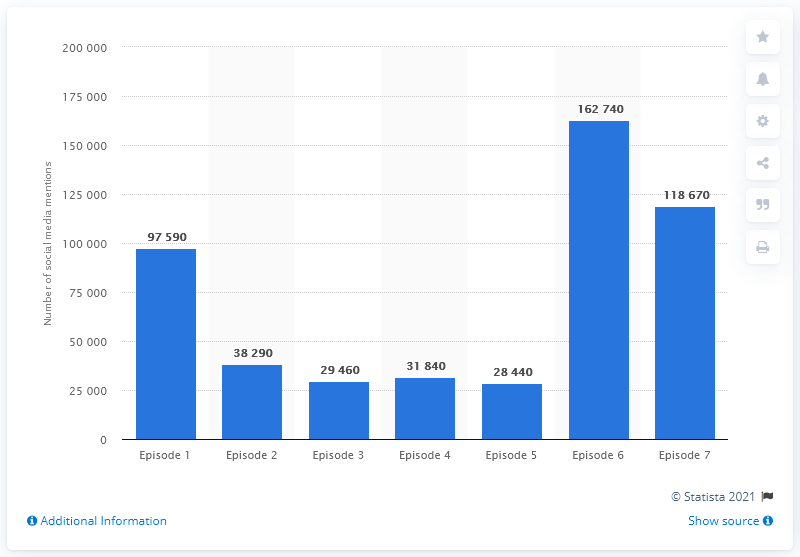 200 000
175 000
150 000
125 000
100 000
75 000
50 000
25 000
0
Number of social media mentions
97 590
38 290
29 460
31 840
28 440
162 740
118 670
Episode 1
Episode 2
Episode 3
Episode 4
Episode 5
Episode 6
Episode 7
© Statista 2021
Additional Information
Show source